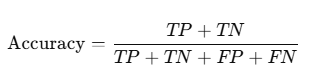 Accuracy = TP + TN / TP + TN + FP + FN